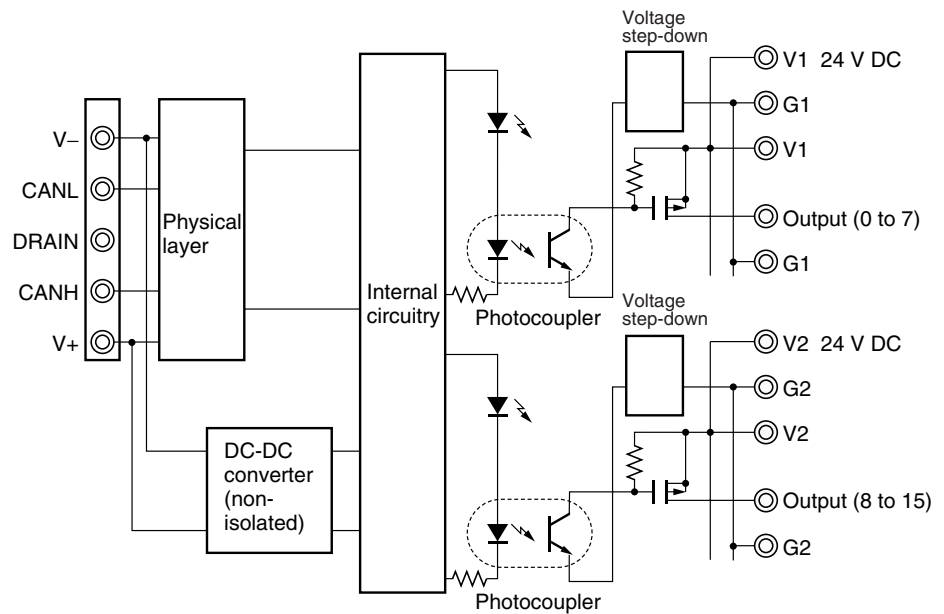 Voltage
step-down
V1 24 V DC
G1
V1
Output (0 to 7)
G1
V–
CANL
DRAIN
CANH
V+
Physical
layer
Internal
circuitry
Photocoupler
DC-DC
converter
(non-
isolated)
Voltage
step-down
V2 24 V DC
G2
V2
Output (8 to 15)
G2
Photocoupler